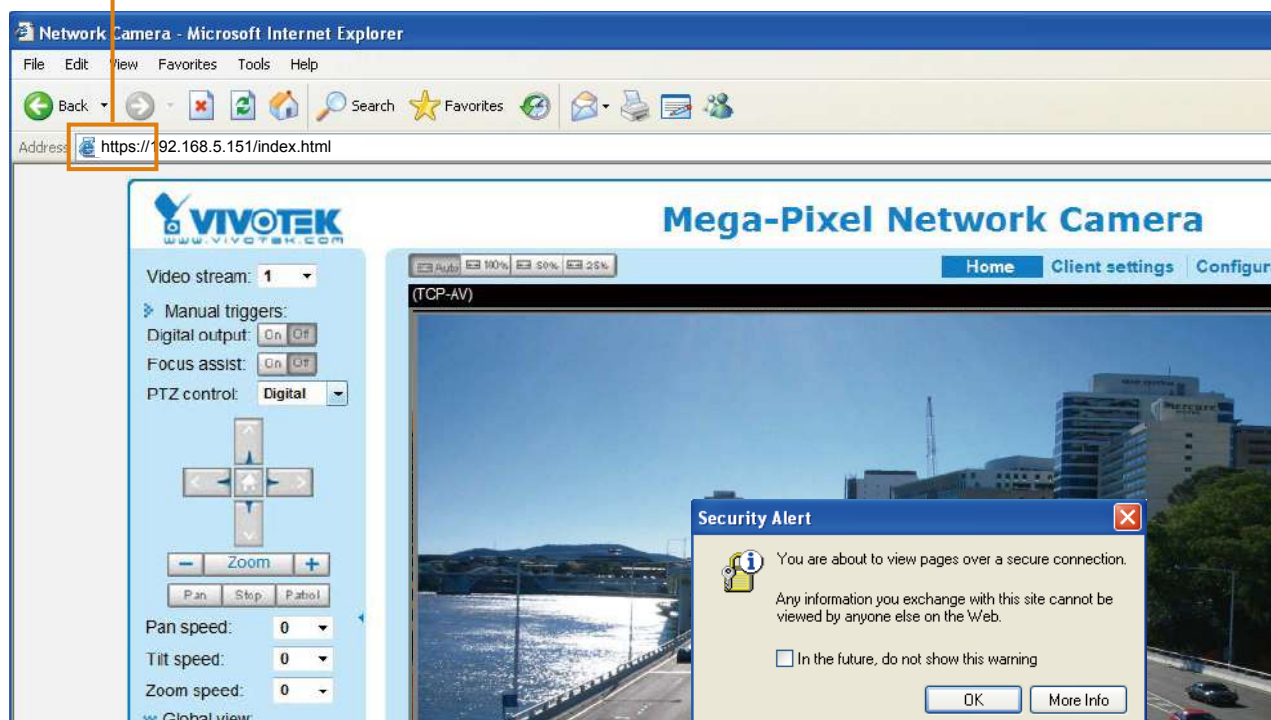 Network Camera - Microsoft Internet Explorer
File Edit View Favorites Tools Help
Back Search Favorites
Address https://192.168.5.151/index.html
VIVOTEK
WWW.VIVOTEK.COM
Mega-Pixel Network Camera
Auto 100% 50% 25%
Home Client settings Configur
(TCP-AV)
Video stream: 1
Manual triggers:
Digital output: On Off
Focus assist: On Off
PTZ control: Digital
− Zoom +
Pan Stop Patrol
Pan speed: 0
Tilt speed: 0
Zoom speed: 0
Global view:
Mercure
Security Alert
You are about to view pages over a secure connection.
Any information you exchange with this site cannot be
viewed by anyone else on the Web.
In the future, do not show this warning
OK More Info